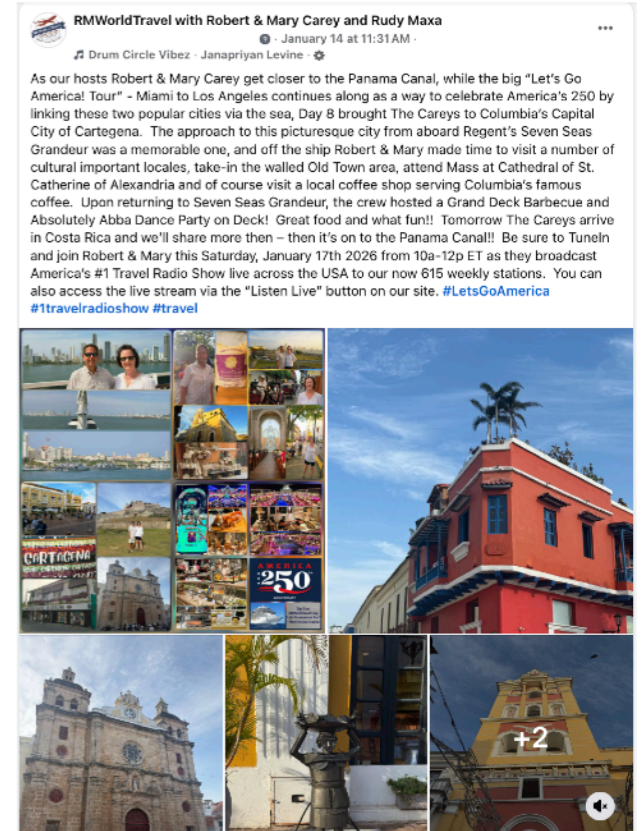 RMWorldTravel with Robert & Mary Carey and Rudy Maxa
· January 14 at 11:31 AM ·
Drum Circle Vibez · Janapriyan Levine ·
As our hosts Robert & Mary Carey get closer to the Panama Canal, while the big “Let’s Go
America! Tour” - Miami to Los Angeles continues along as a way to celebrate America’s 250 by
linking these two popular cities via the sea, Day 8 brought The Careys to Columbia’s Capital
City of Cartegena. The approach to this picturesque city from aboard Regent’s Seven Seas
Grandeur was a memorable one, and off the ship Robert & Mary made time to visit a number of
cultural important locales, take-in the walled Old Town area, attend Mass at Cathedral of St.
Catherine of Alexandria and of course visit a local coffee shop serving Columbia’s famous
coffee. Upon returning to Seven Seas Grandeur, the crew hosted a Grand Deck Barbecue and
Absolutely Abba Dance Party on Deck! Great food and what fun!! Tomorrow The Careys arrive
in Costa Rica and we’ll share more then – then it’s on to the Panama Canal!! Be sure to TuneIn
and join Robert & Mary this Saturday, January 17th 2026 from 10a-12p ET as they broadcast
America’s #1 Travel Radio Show live across the USA to our now 615 weekly stations. You can
also access the live stream via the “Listen Live” button on our site. #LetsGoAmerica
#1travelradioshow #travel
CARTAGENA
AMERICA
250
+2